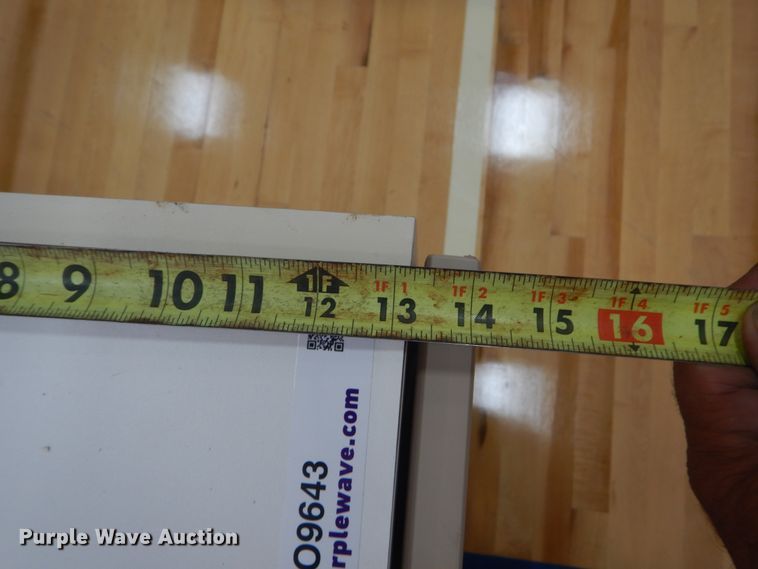 1F 1F 1F 1F 1F 1F
1 2 3 4 5
8 9 10 11 12 13 14 15 16 17
O9643
rplewave.com
Purple Wave Auction